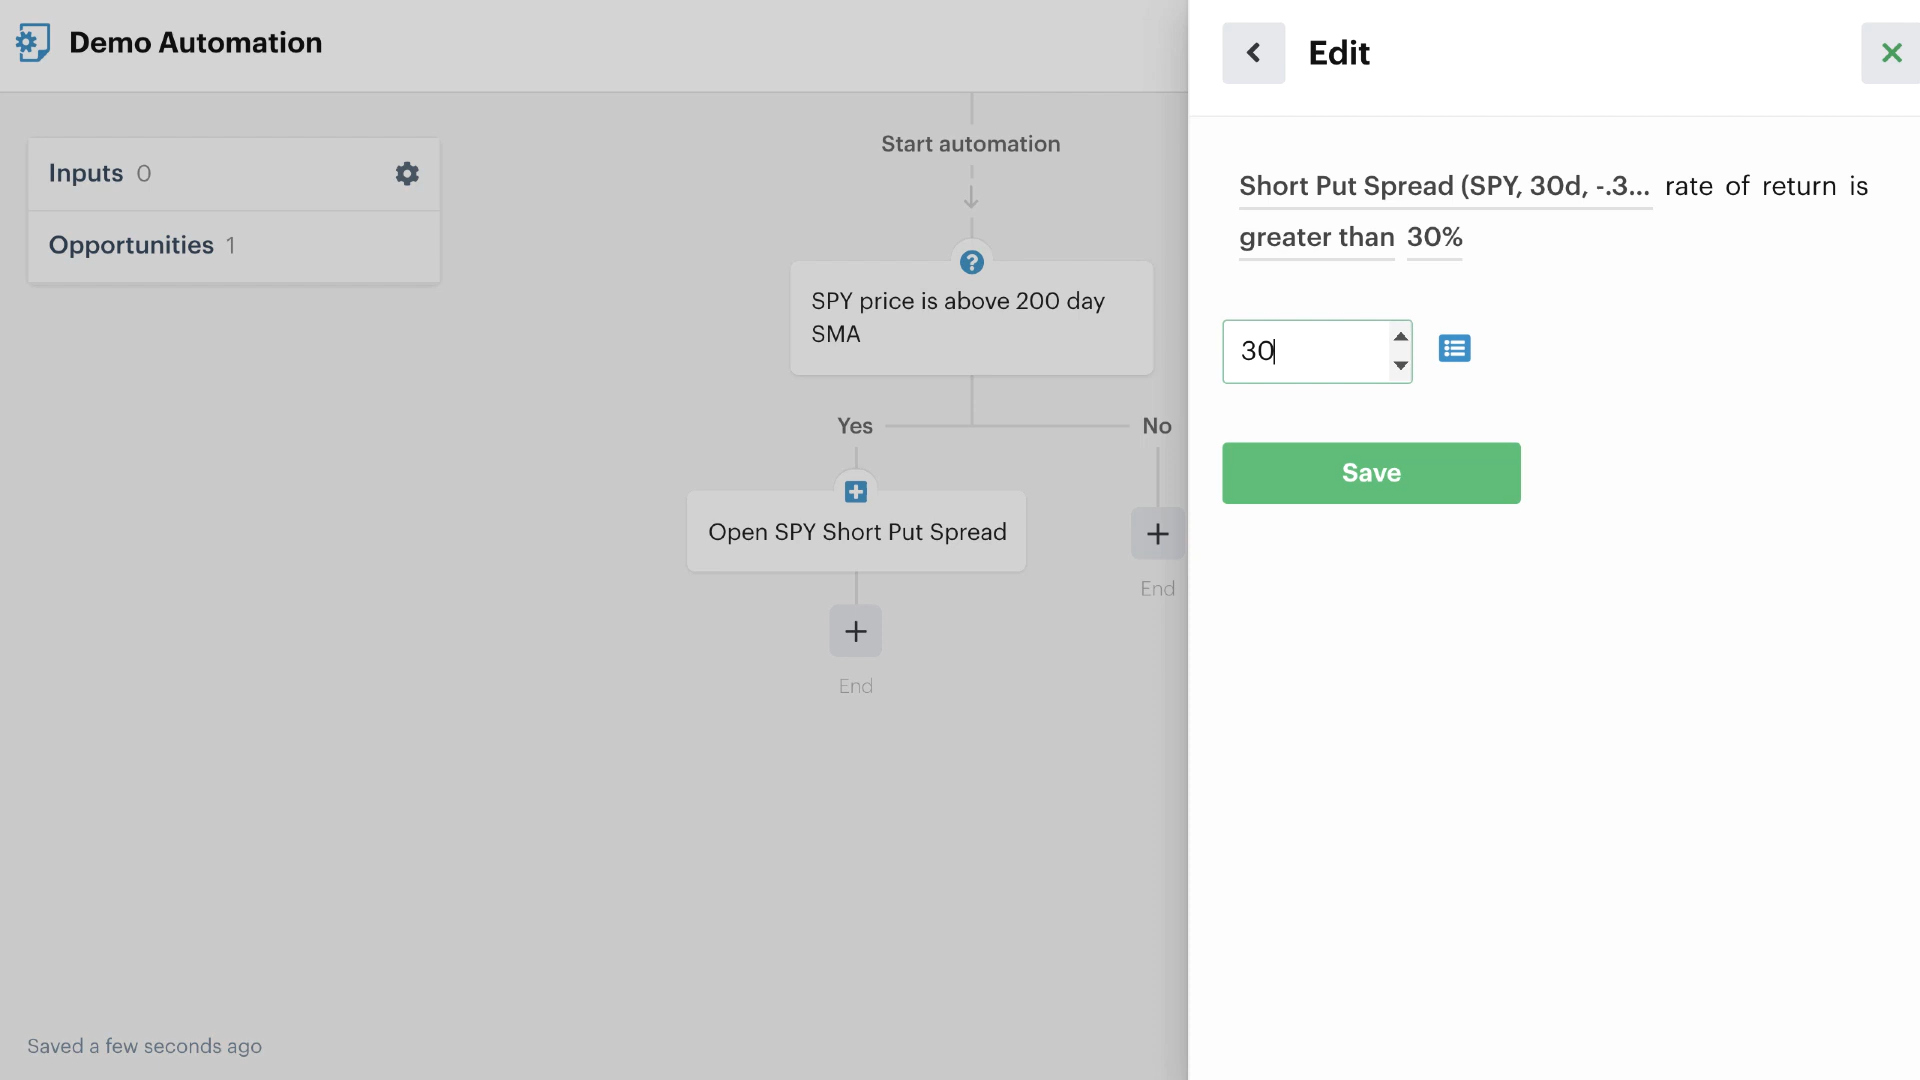 Demo Automation
Inputs 0
Opportunities 1
Start automation
SPY price is above 200 day
SMA
Yes
No
Open SPY Short Put Spread
End
End
Saved a few seconds ago
Edit
Short Put Spread (SPY, 30d, -.3... rate of return is
greater than 30%
30
Save